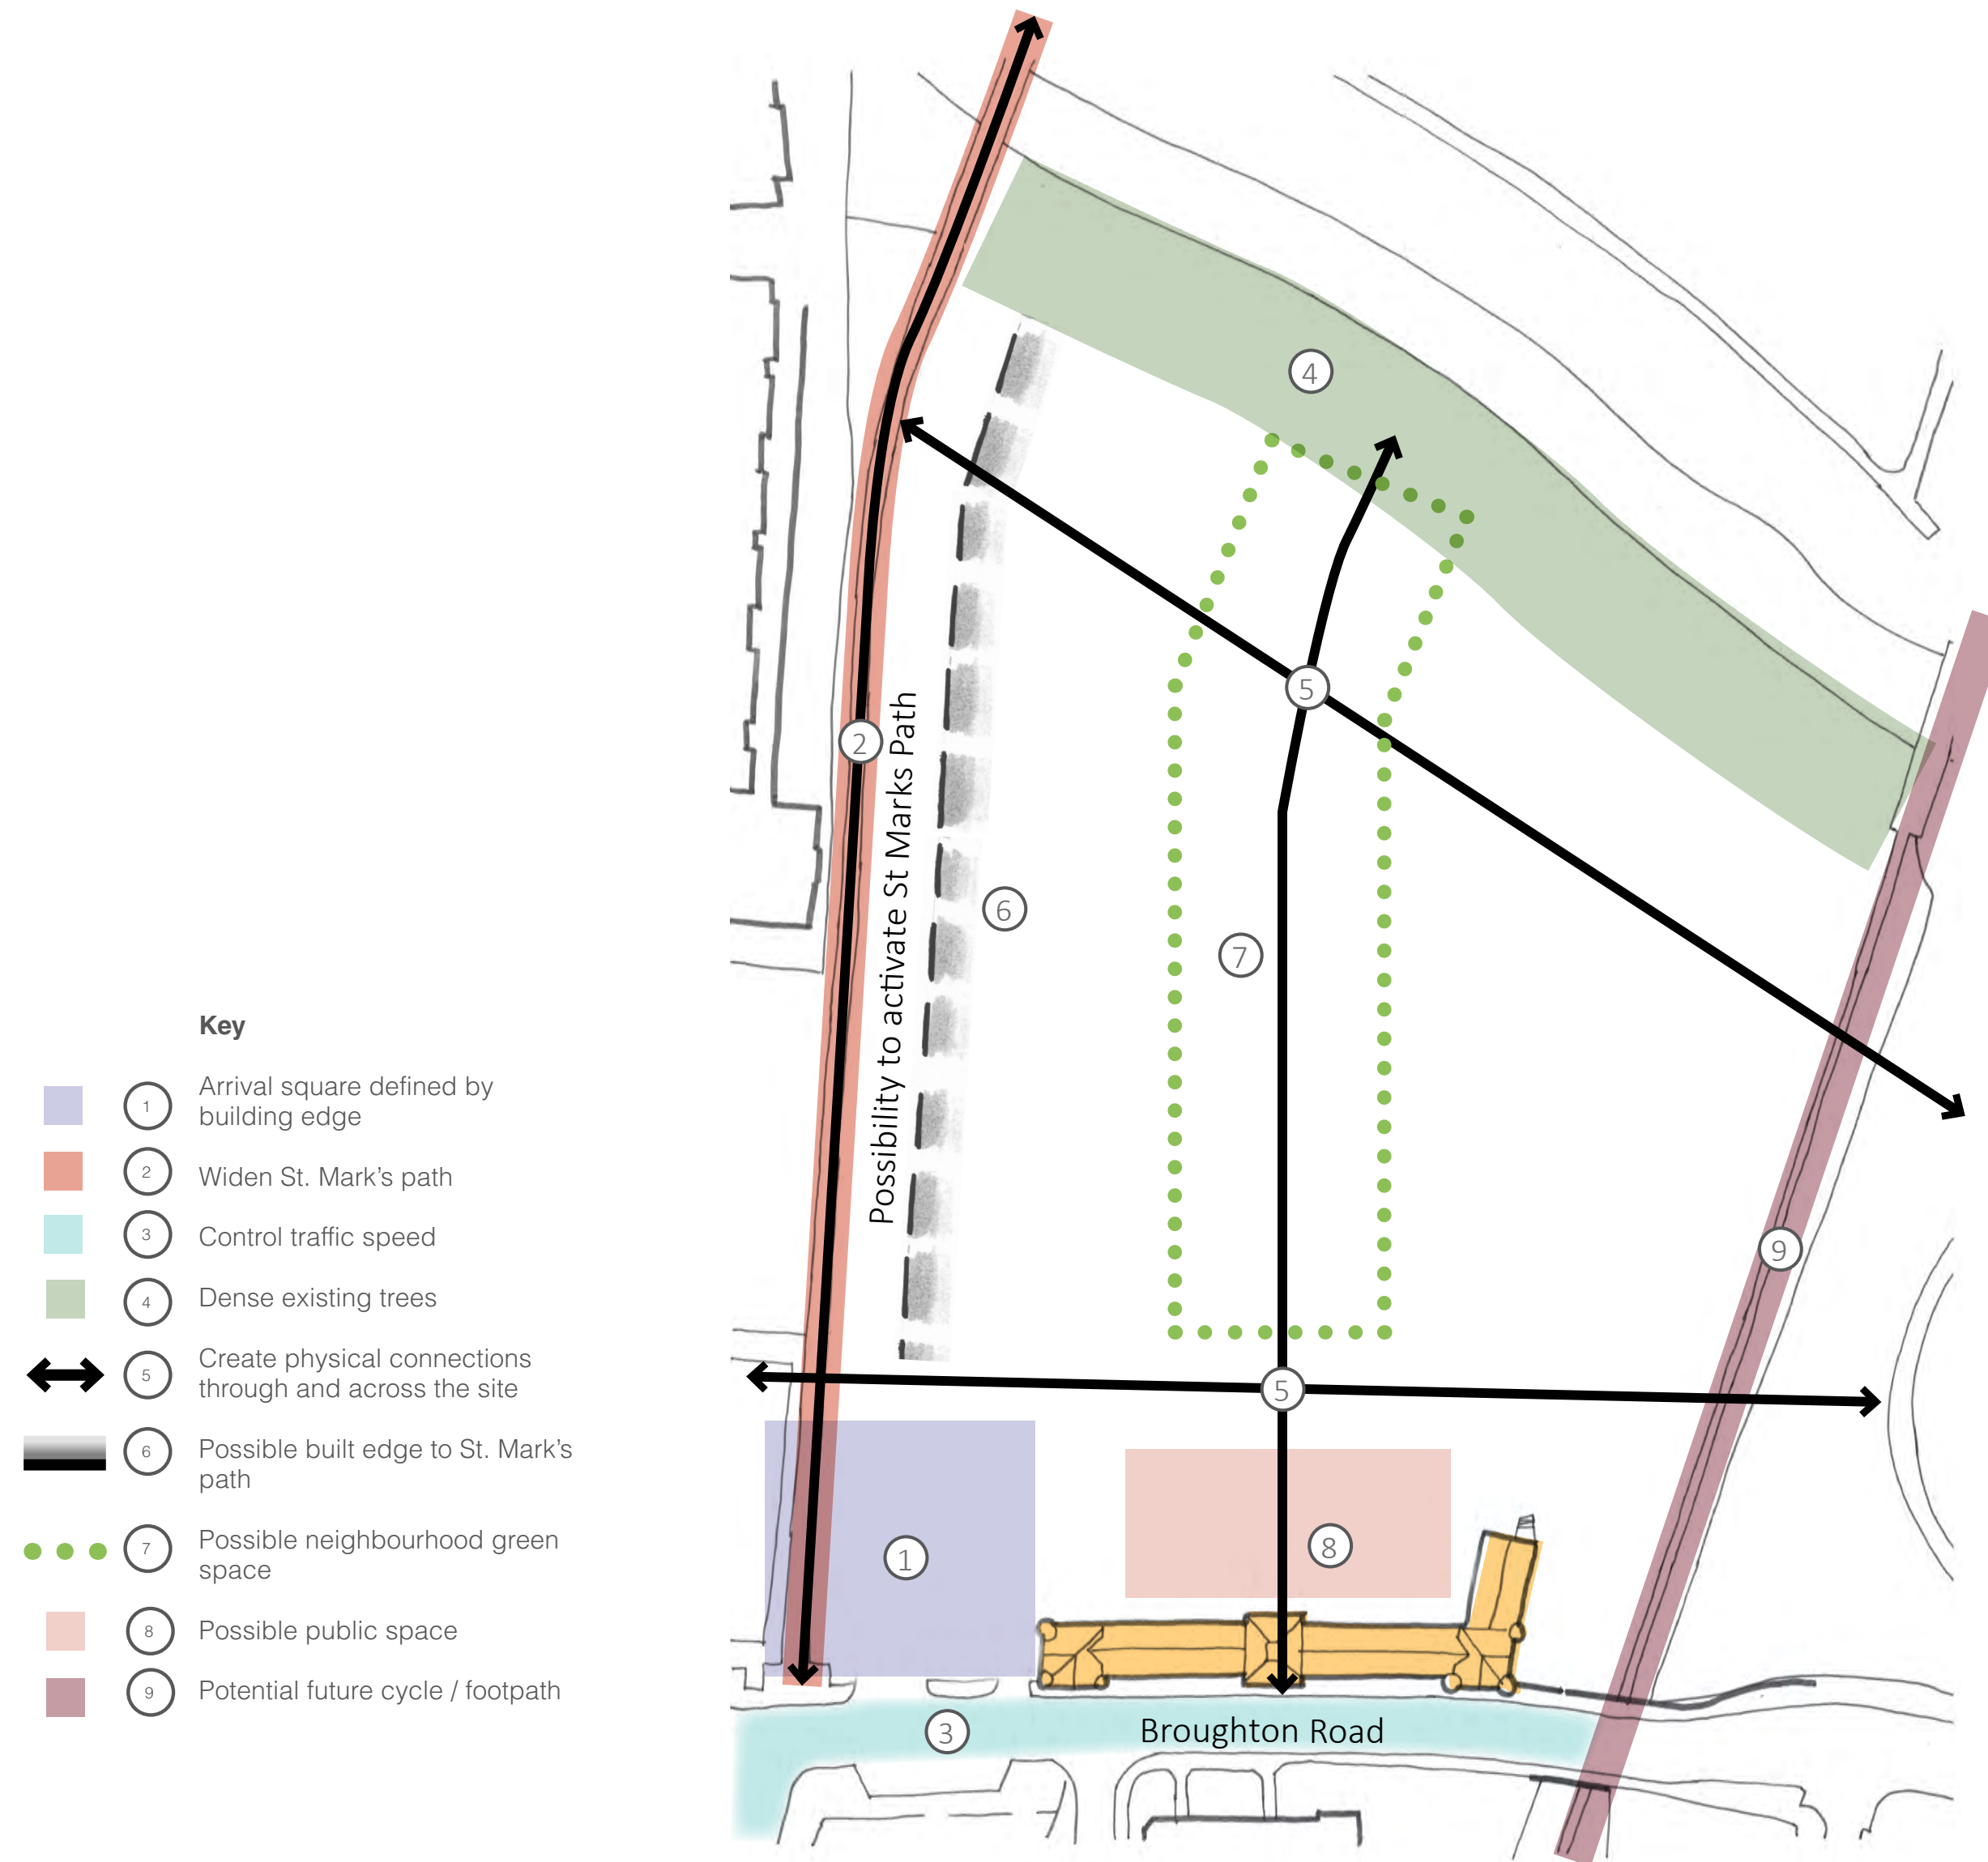 4
5
2
Possibility to activate St Marks Path
6
7
9
5
1
8
3
Broughton Road
Key
1 Arrival square defined by
building edge
2 Widen St. Mark’s path
3 Control traffic speed
4 Dense existing trees
5 Create physical connections
through and across the site
6 Possible built edge to St. Mark’s
path
7 Possible neighbourhood green
space
8 Possible public space
9 Potential future cycle / footpath